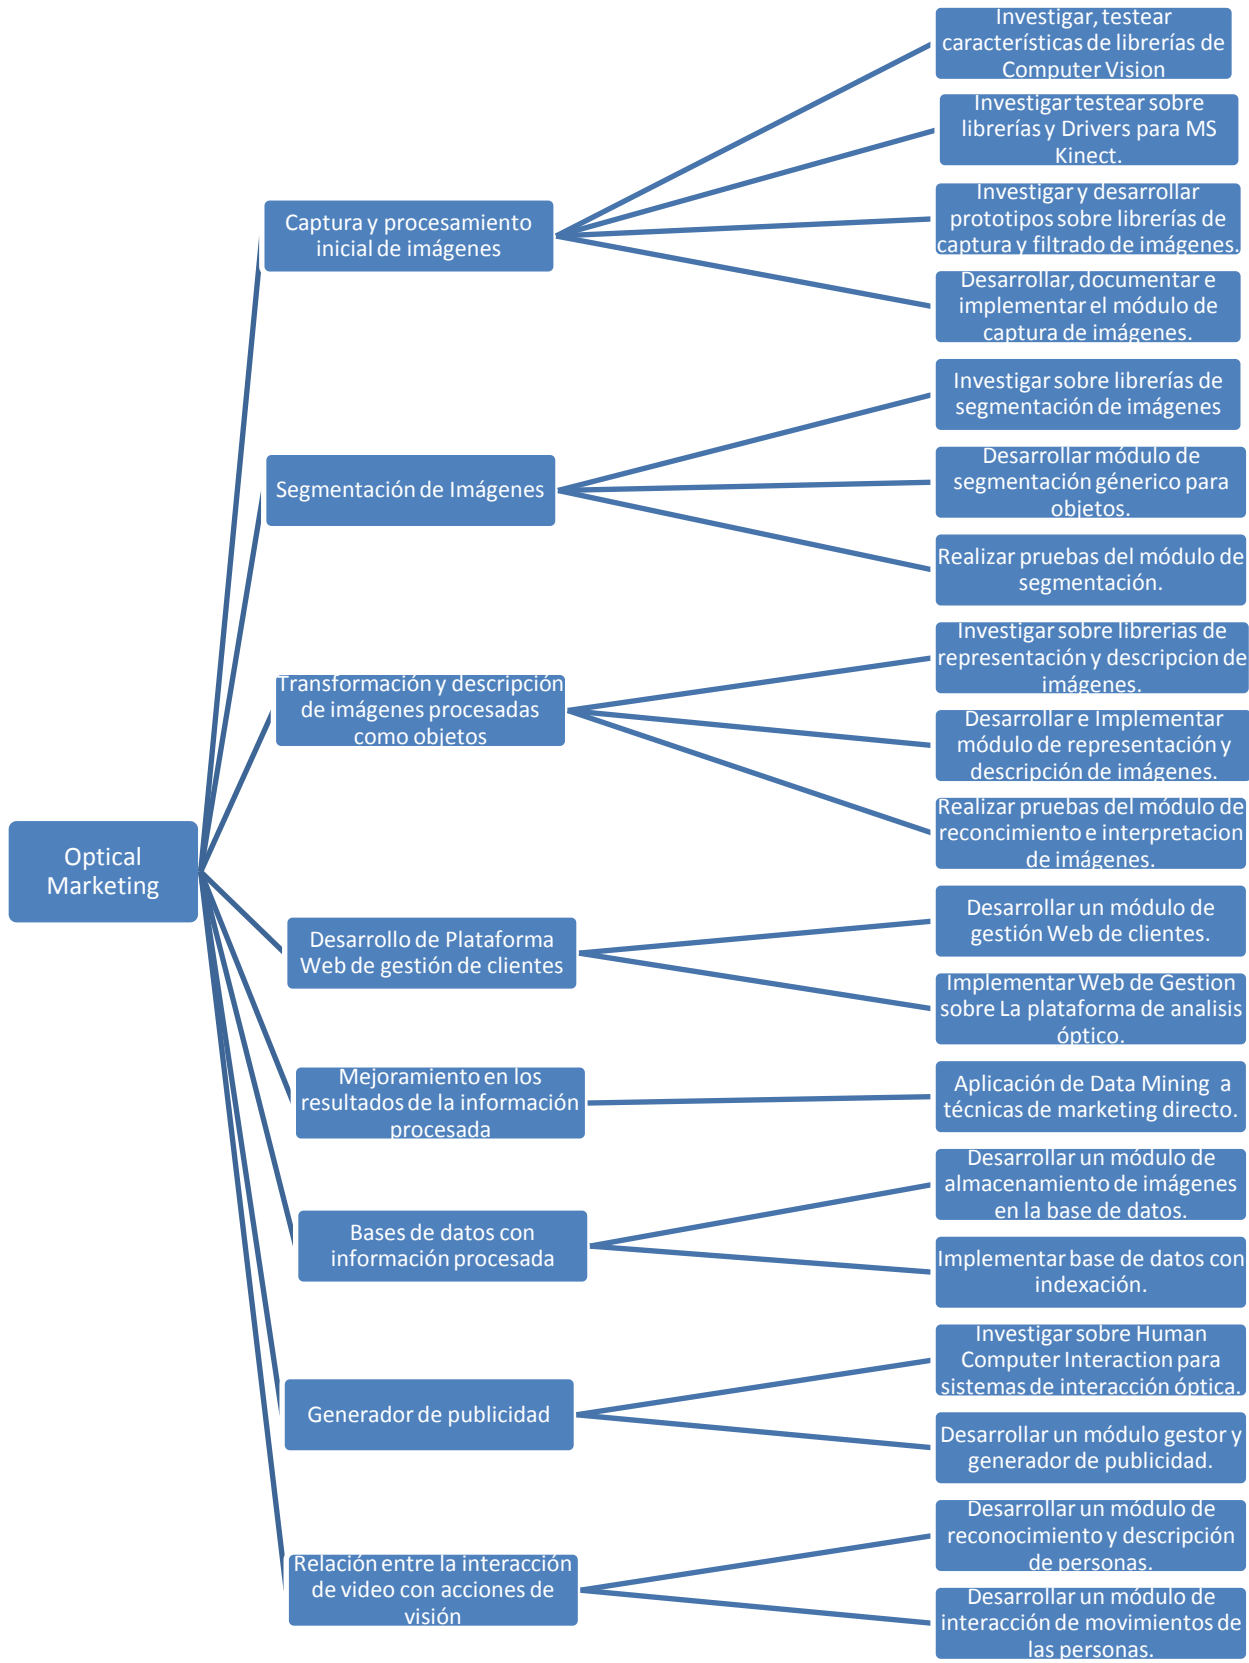 Optical
Marketing
Captura y procesamiento
inicial de imágenes
Investigar, testear
características de librerías de
Computer Vision
Investigar testear sobre
librerías y Drivers para MS
Kinect.
Investigar y desarrollar
prototipos sobre librerías de
captura y filtrado de imágenes.
Desarrollar, documentar e
implementar el módulo de
captura de imágenes.
Segmentación de Imágenes
Investigar sobre librerías de
segmentación de imágenes
Desarrollar módulo de
segmentación génerico para
objetos.
Realizar pruebas del módulo de
segmentación.
Transformación y descripción
de imágenes procesadas
como objetos
Investigar sobre librerias de
representación y descripcion de
imágenes.
Desarrollar e Implementar
módulo de representación y
descripción de imágenes.
Realizar pruebas del módulo de
reconcimiento e interpretacion
de imágenes.
Desarrollo de Plataforma
Web de gestión de clientes
Desarrollar un módulo de
gestión Web de clientes.
Implementar Web de Gestion
sobre La plataforma de analisis
óptico.
Mejoramiento en los
resultados de la información
procesada
Aplicación de Data Mining a
técnicas de marketing directo.
Bases de datos con
información procesada
Desarrollar un módulo de
almacenamiento de imágenes
en la base de datos.
Implementar base de datos con
indexación.
Generador de publicidad
Investigar sobre Human
Computer Interaction para
sistemas de interacción óptica.
Desarrollar un módulo gestor y
generador de publicidad.
Relación entre la interacción
de video con acciones de
visión
Desarrollar un módulo de
reconocimiento y descripción
de personas.
Desarrollar un módulo de
interacción de movimientos de
las personas.